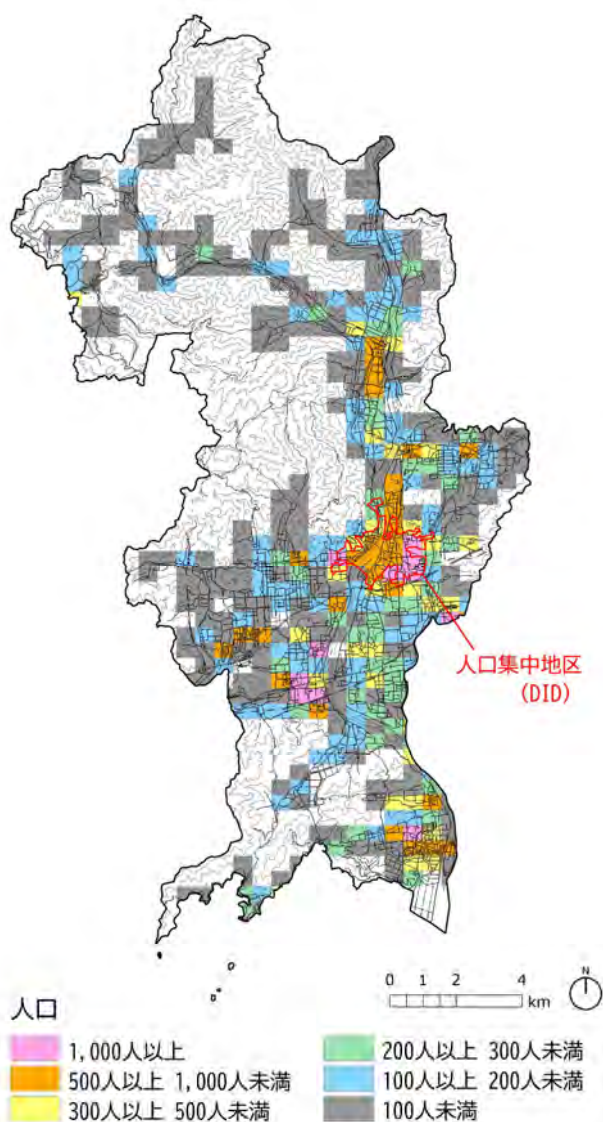 人口集中地区
(DID)
N
0 1 2 4
km
人口
1,000人以上
500人以上 1,000人未満
300人以上 500人未満
200人以上 300人未満
100人以上 200人未満
100人未満